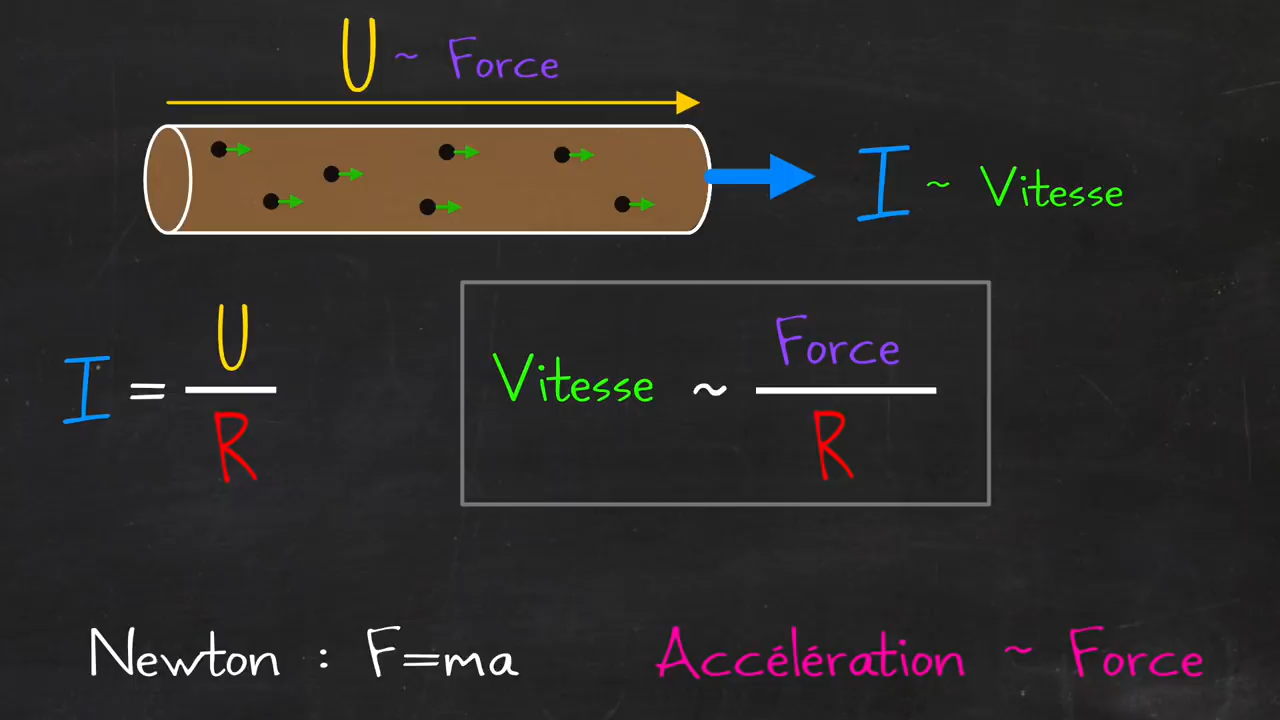 U ~ Force
I ~ Vitesse
I = U / R
Vitesse ~ Force / R
Newton : F=ma
Accélération ~ Force